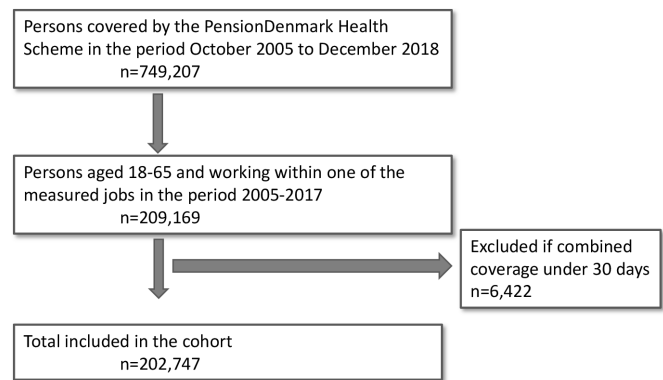 Persons covered by the PensionDenmark Health
Scheme in the period October 2005 to December 2018
n=749,207
Persons aged 18-65 and working within one of the
measured jobs in the period 2005-2017
n=209,169
Excluded if combined
coverage under 30 days
n=6,422
Total included in the cohort
n=202,747